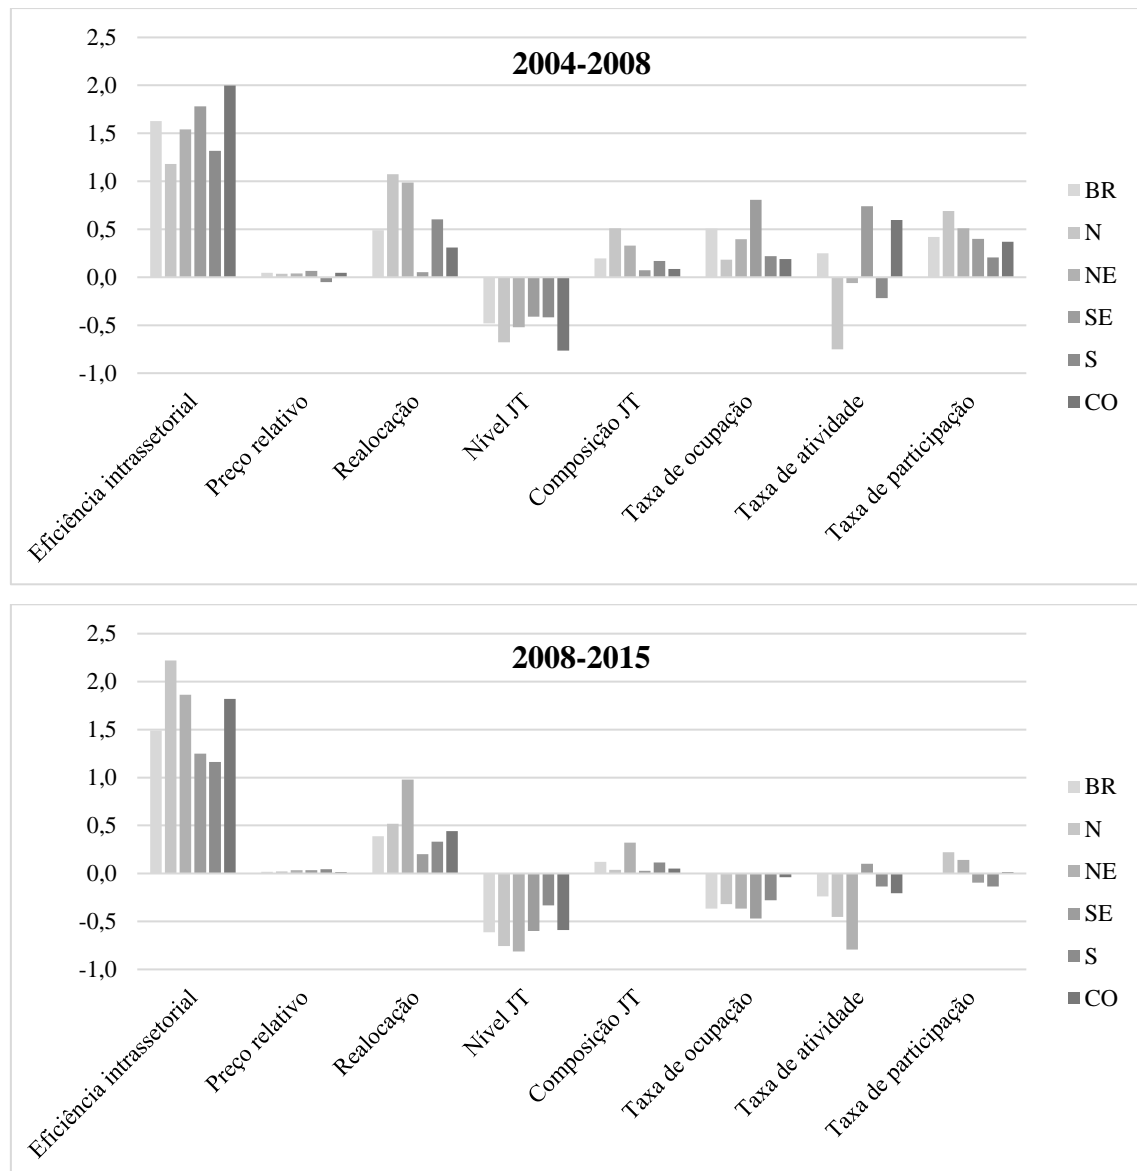 2004-2008
2,5
2,0
1,5
1,0
0,5
0,0
-0,5
-1,0
Eficiência intrassetorial
Preço relativo
Realocação
Nível JT
Composição JT
Taxa de ocupação
Taxa de atividade
Taxa de participação
BR
N
NE
SE
S
CO
2008-2015
2,5
2,0
1,5
1,0
0,5
0,0
-0,5
-1,0
Eficiência intrassetorial
Preço relativo
Realocação
Nível JT
Composição JT
Taxa de ocupação
Taxa de atividade
Taxa de participação
BR
N
NE
SE
S
CO